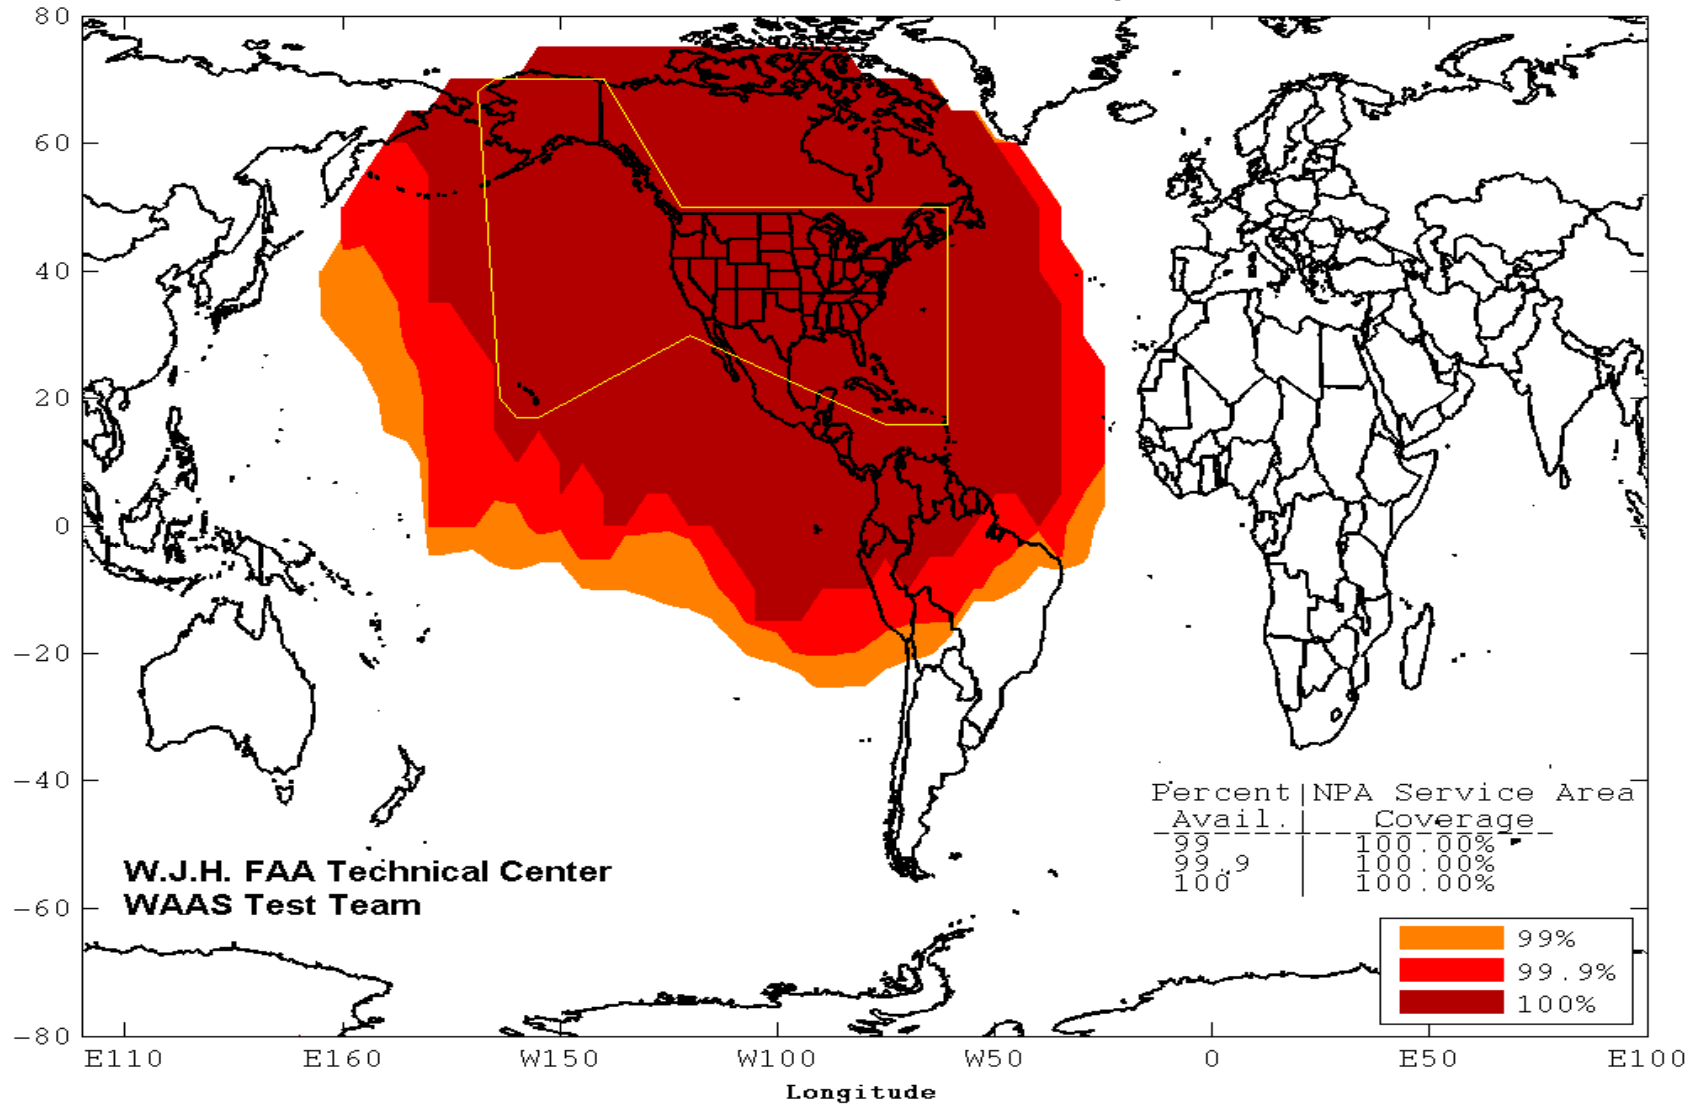 80
60
40
20
0
-20
-40
-60
-80
Percent|NPA Service Area
Avail.| Coverage
99 | 100.00%
99.9 | 100.00%
100 | 100.00%
W.J.H. FAA Technical Center
WAAS Test Team
99%
99.9%
100%
E110 E160 W150 W100 W50 0 E50 E100
Longitude